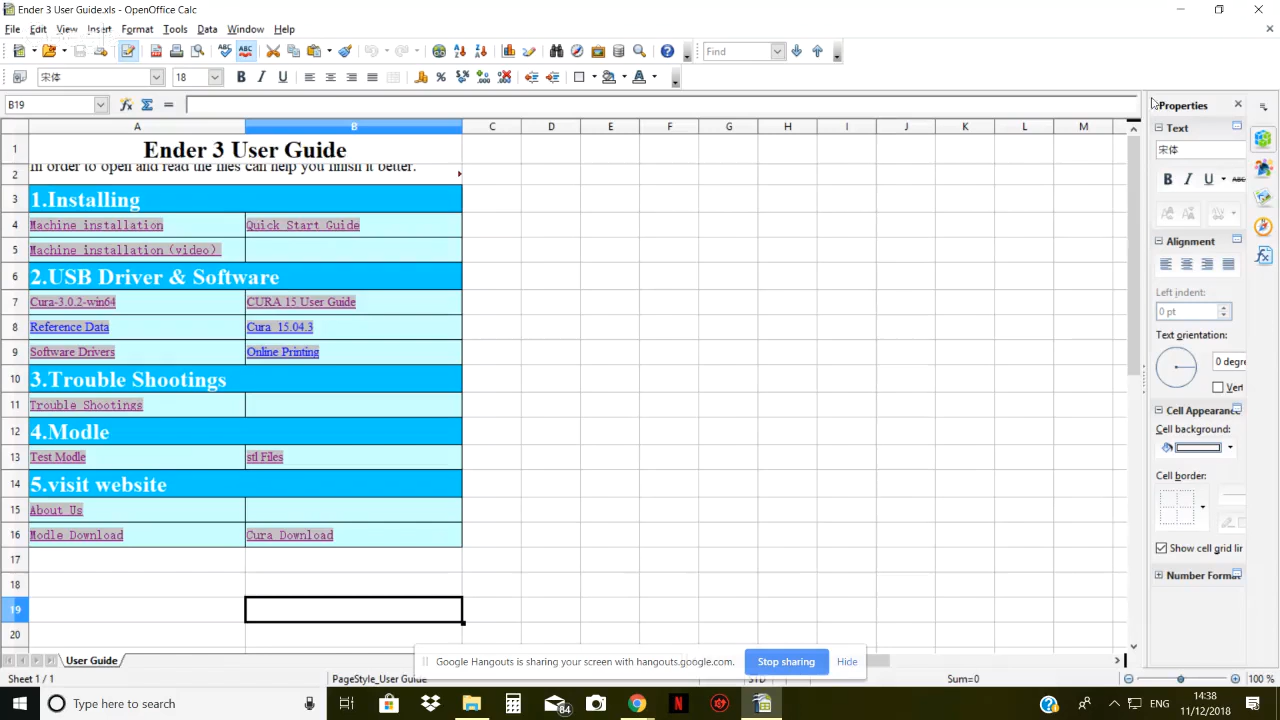 Ender 3 User Guide.xls - OpenOffice Calc
File Edit View Insert Format Tools Data Window Help
Find
宋体 18
B19
Properties
A B C D E F G H I J K L M
Text
宋体
1 Ender 3 User Guide
2 In order to open and read the files can help you finish it better.
3 1.Installing
4 Machine installation Quick Start Guide
5 Machine installation (video)
6 2.USB Driver & Software
7 Cura-3.0.2-win64 CURA 15 User Guide
8 Reference Data Cura 15.04.3
9 Software Drivers Online Printing
10 3.Trouble Shootings
11 Trouble Shootings
12 4.Modle
13 Test Modle stl Files
14 5.visit website
15 About Us
16 Modle Download Cura Download
17
18
19
20
Alignment
Left indent:
0 pt
Text orientation:
0 degre
Vert
Cell Appearanc
Cell background:
Cell border:
Show cell grid lin
Number Format
User Guide
Google Hangouts is sharing your screen with hangouts.google.com. Stop sharing Hide
Sheet 1 / 1 PageStyle_User Guide STD Sum=0 100 %
Type here to search 84 14:38
11/12/2018